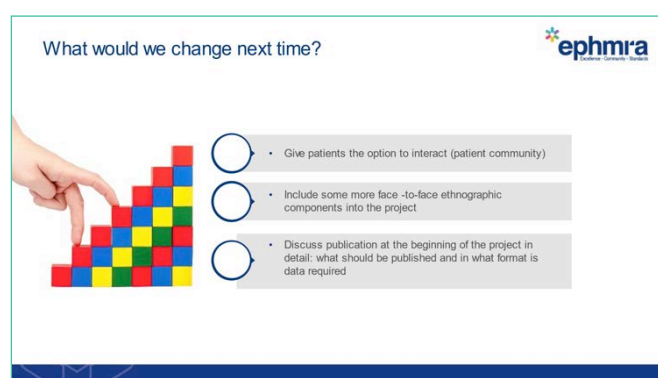 What would we change next time?
ephmra
Excellence - Community - Standards
• Give patients the option to interact (patient community)
• Include some more face -to-face ethnographic
components into the project
• Discuss publication at the beginning of the project in
detail: what should be published and in what format is
data required